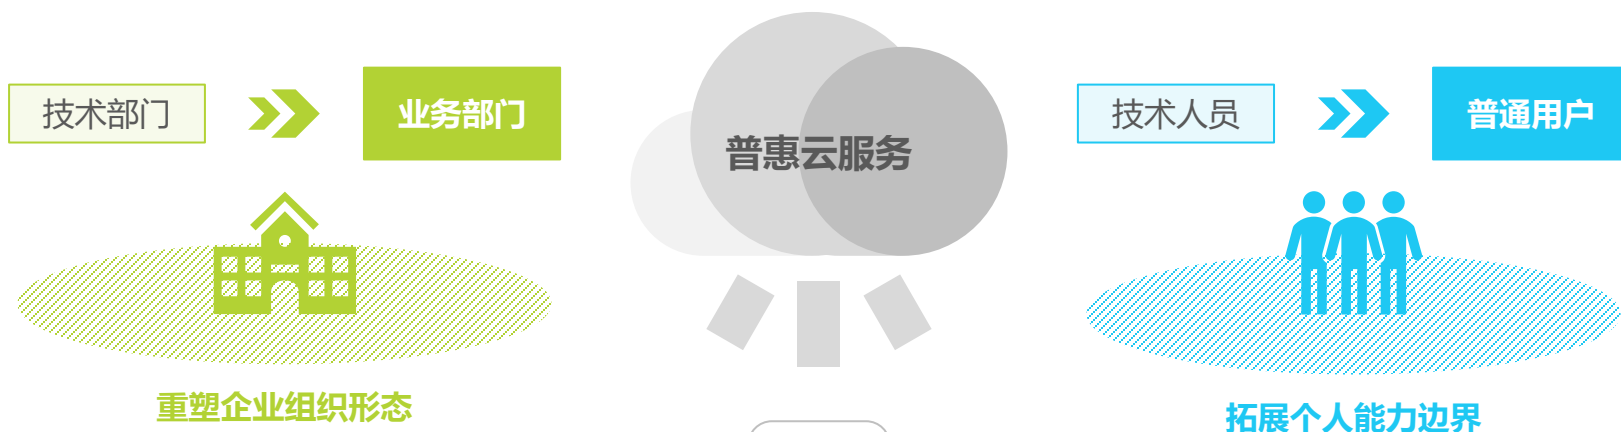 技术部门
业务部门
普惠云服务
技术人员
普通用户
重塑企业组织形态
拓展个人能力边界